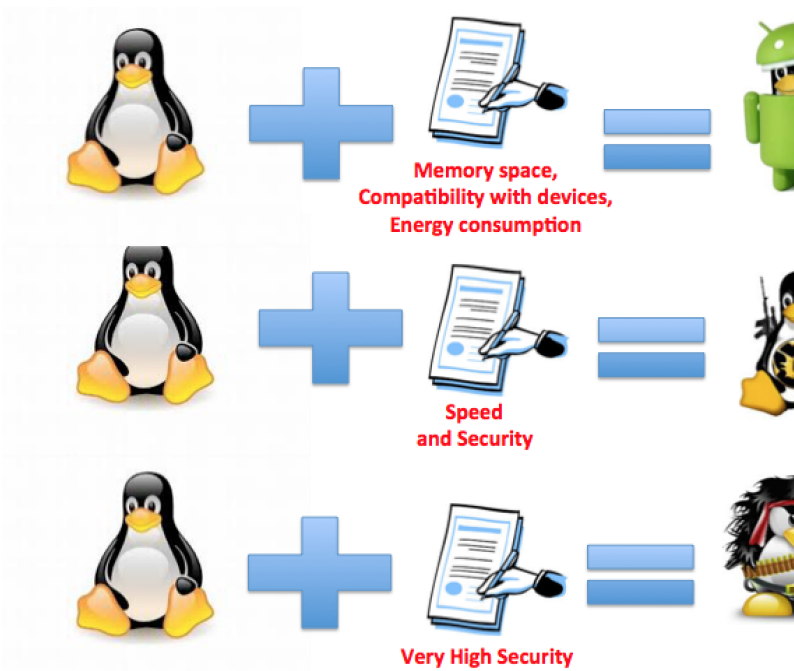 Memory space,
Compatibility with devices,
Energy consumption
Speed
and Security
Very High Security